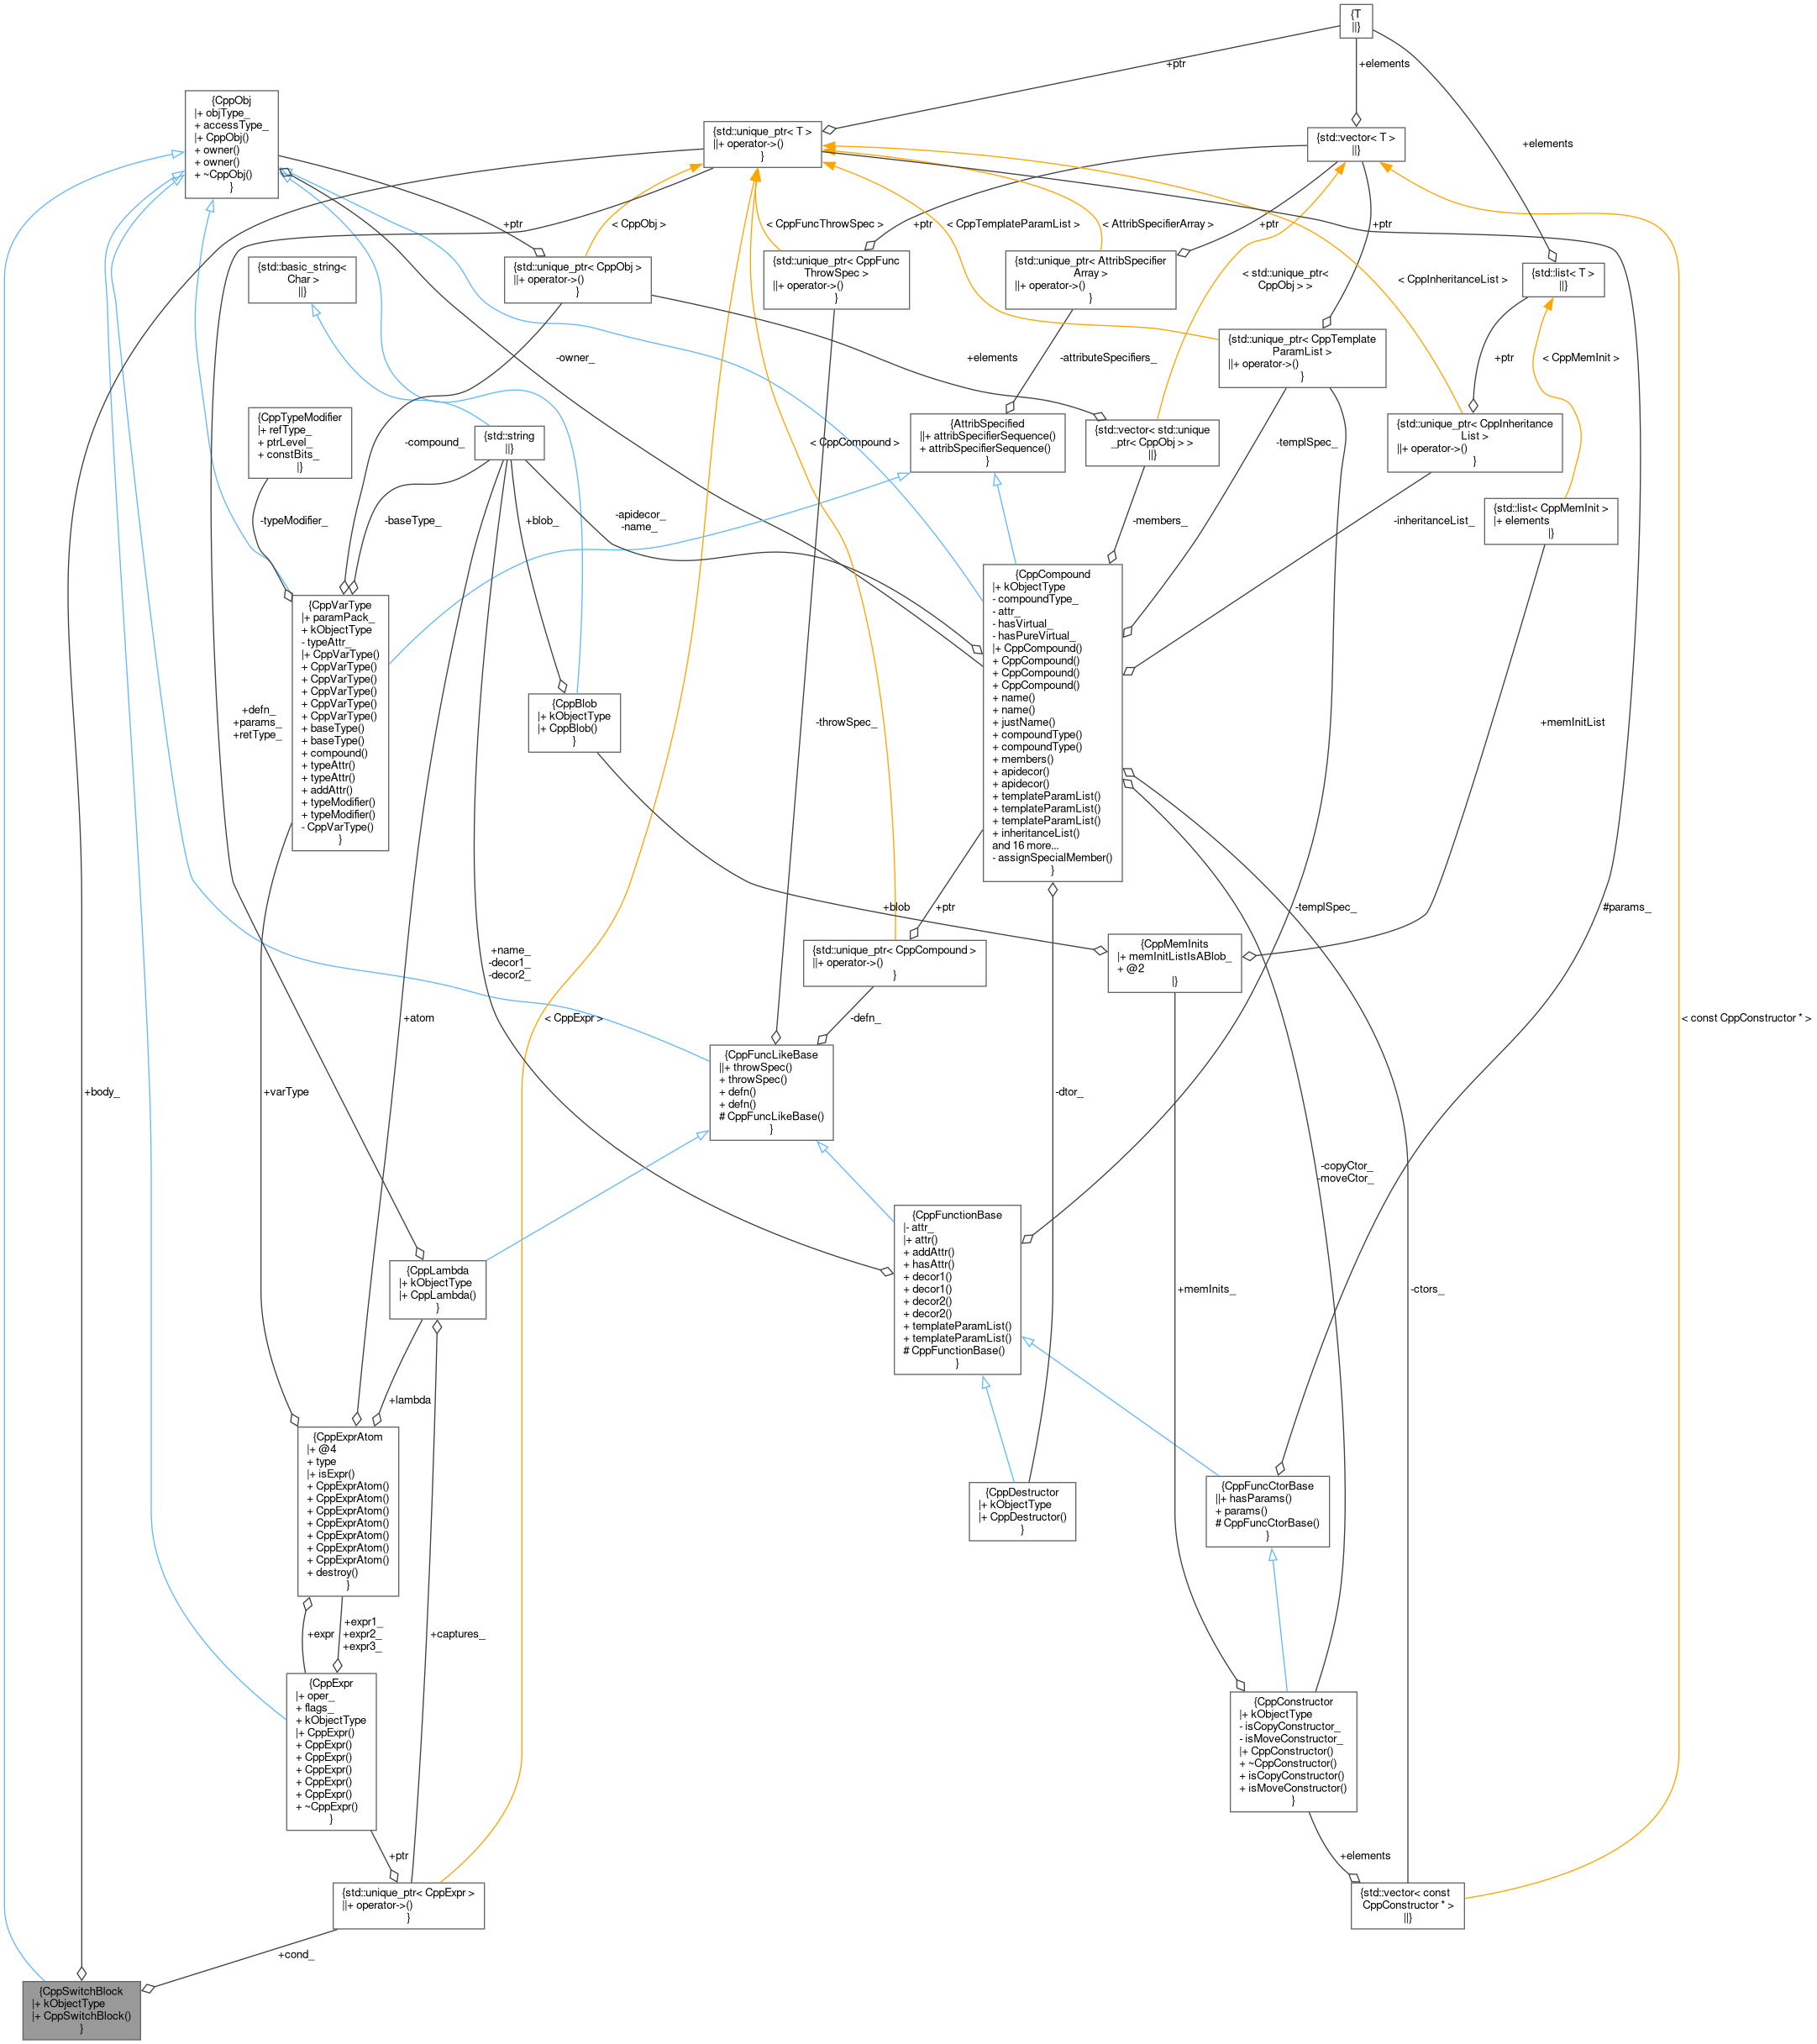 {T
||}
+ptr
+elements
+elements
{CppObj
|+ objType_
+ accessType_
|+ CppObj()
+ owner()
+ owner()
+ ~CppObj()
}
{std::unique_ptr< T >
||+ operator->()
}
{std::vector< T >
||}
+ptr
< CppObj >
< CppFuncThrowSpec >
+ptr
< CppTemplateParamList >
< AttribSpecifierArray >
+ptr
+ptr
{std::basic_string<
Char >
||}
{std::unique_ptr< CppObj >
||+ operator->()
}
{std::unique_ptr< CppFunc
ThrowSpec >
||+ operator->()
}
{std::unique_ptr< AttribSpecifier
Array >
||+ operator->()
}
< std::unique_ptr<
CppObj > >
< CppInheritanceList >
{std::list< T >
||}
-owner_
+elements
-attributeSpecifiers_
{std::unique_ptr< CppTemplate
ParamList >
||+ operator->()
}
+ptr
< CppMemInit >
{CppTypeModifier
|+ refType_
+ ptrLevel_
+ constBits_
|}
-compound_
{std::string
||}
< CppCompound >
{AttribSpecified
||+ attribSpecifierSequence()
+ attribSpecifierSequence()
}
{std::vector< std::unique
_ptr< CppObj > >
||}
-templSpec_
{std::unique_ptr< CppInheritance
List >
||+ operator->()
}
-typeModifier_
-baseType_
+blob_
-apidecor_
-name_
-members_
-inheritanceList_
{std::list< CppMemInit >
|+ elements
|}
{CppVarType
|+ paramPack_
+ kObjectType
- typeAttr_
|+ CppVarType()
+ CppVarType()
+ CppVarType()
+ CppVarType()
+ CppVarType()
+ CppVarType()
+ baseType()
+ baseType()
+ compound()
+ typeAttr()
+ typeAttr()
+ addAttr()
+ typeModifier()
+ typeModifier()
- CppVarType()
}
{CppCompound
|+ kObjectType
- compoundType_
- attr_
- hasVirtual_
- hasPureVirtual_
|+ CppCompound()
+ CppCompound()
+ CppCompound()
+ CppCompound()
+ name()
+ name()
+ justName()
+ compoundType()
+ compoundType()
+ members()
+ apidecor()
+ apidecor()
+ templateParamList()
+ templateParamList()
+ templateParamList()
+ inheritanceList()
and 16 more...
- assignSpecialMember()
}
+defn_
+params_
+retType_
{CppBlob
|+ kObjectType
|+ CppBlob()
}
-throwSpec_
+memInitList
+name_
-decor1_
-decor2_
+blob
+ptr
-templSpec_
#params_
{std::unique_ptr< CppCompound >
||+ operator->()
}
{CppMemInits
|+ memInitListIsABlob_
+ @2
|}
+atom
< CppExpr >
-defn_
< const CppConstructor * >
{CppFuncLikeBase
||+ throwSpec()
+ throwSpec()
+ defn()
+ defn()
# CppFuncLikeBase()
}
+body_
+varType
-dtor_
-copyCtor_
-moveCtor_
{CppFunctionBase
|- attr_
|+ attr()
+ addAttr()
+ hasAttr()
+ decor1()
+ decor1()
+ decor2()
+ decor2()
+ templateParamList()
+ templateParamList()
# CppFunctionBase()
}
{CppLambda
|+ kObjectType
|+ CppLambda()
}
+memInits_
-ctors_
+lambda
{CppExprAtom
|+ @4
+ type
|+ isExpr()
+ CppExprAtom()
+ CppExprAtom()
+ CppExprAtom()
+ CppExprAtom()
+ CppExprAtom()
+ CppExprAtom()
+ CppExprAtom()
+ destroy()
}
{CppDestructor
|+ kObjectType
|+ CppDestructor()
}
{CppFuncCtorBase
||+ hasParams()
+ params()
# CppFuncCtorBase()
}
+expr
+expr1_
+expr2_
+expr3_
+captures_
{CppExpr
|+ oper_
+ flags_
+ kObjectType
|+ CppExpr()
+ CppExpr()
+ CppExpr()
+ CppExpr()
+ CppExpr()
+ CppExpr()
+ ~CppExpr()
}
{CppConstructor
|+ kObjectType
- isCopyConstructor_
- isMoveConstructor_
|+ CppConstructor()
+ ~CppConstructor()
+ isCopyConstructor()
+ isMoveConstructor()
}
+ptr
+elements
{std::unique_ptr< CppExpr >
||+ operator->()
}
{std::vector< const
CppConstructor * >
||}
+cond_
{CppSwitchBlock
|+ kObjectType
|+ CppSwitchBlock()
}